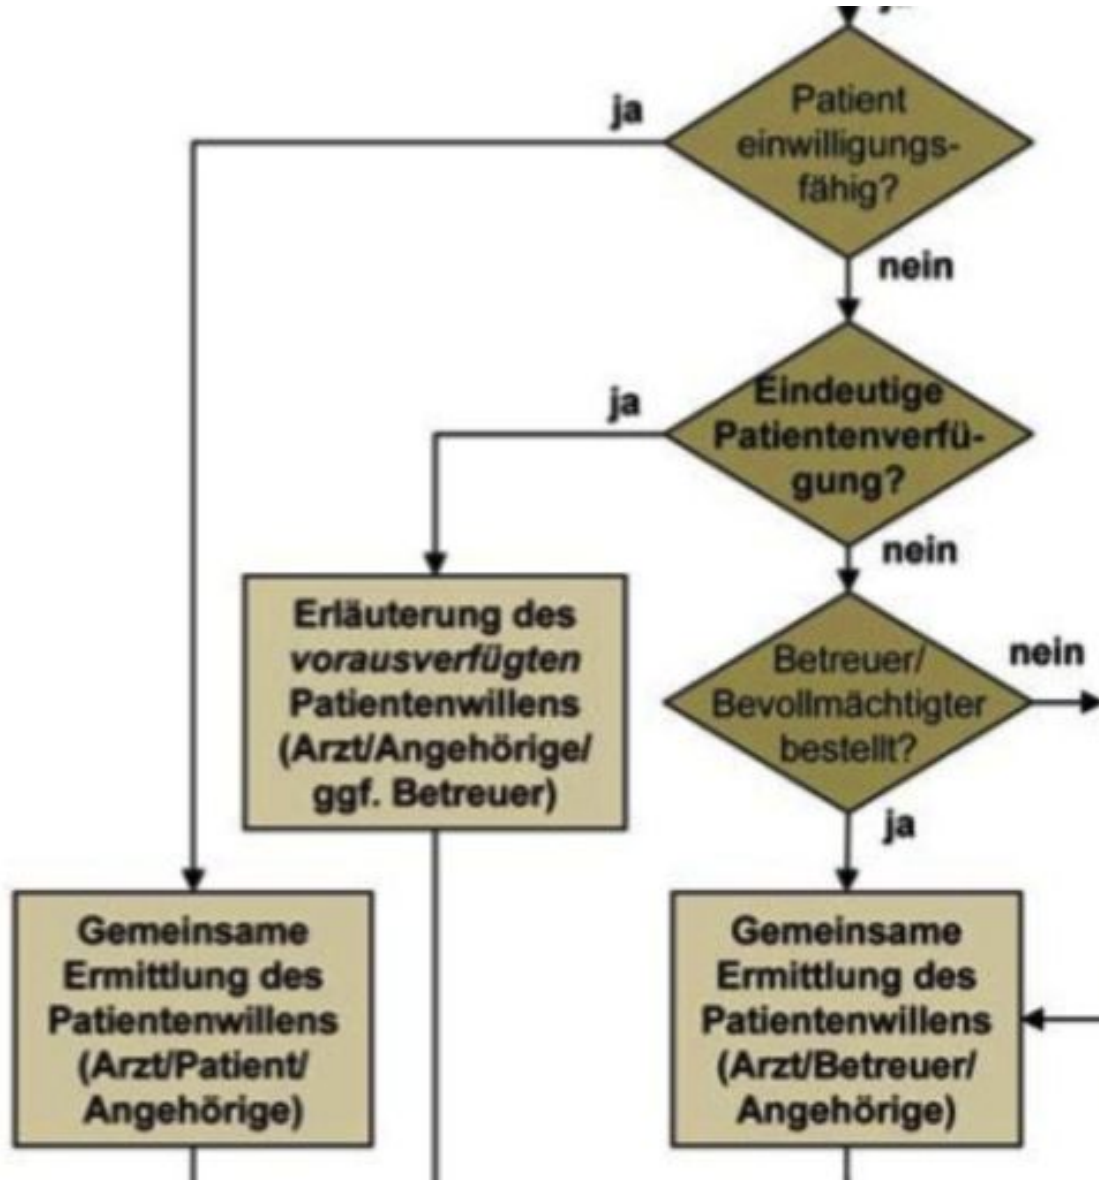 Patient
einwilligungs-
fähig?
ja
nein
Eindeutige
Patientenverfü-
gung?
ja
nein
Erläuterung des
vorausverfügten
Patientenwillens
(Arzt/Angehörige/
ggf. Betreuer)
Betreuer/
Bevollmächtigter
bestellt?
nein
ja
Gemeinsame
Ermittlung des
Patientenwillens
(Arzt/Patient/
Angehörige)
Gemeinsame
Ermittlung des
Patientenwillens
(Arzt/Betreuer/
Angehörige)